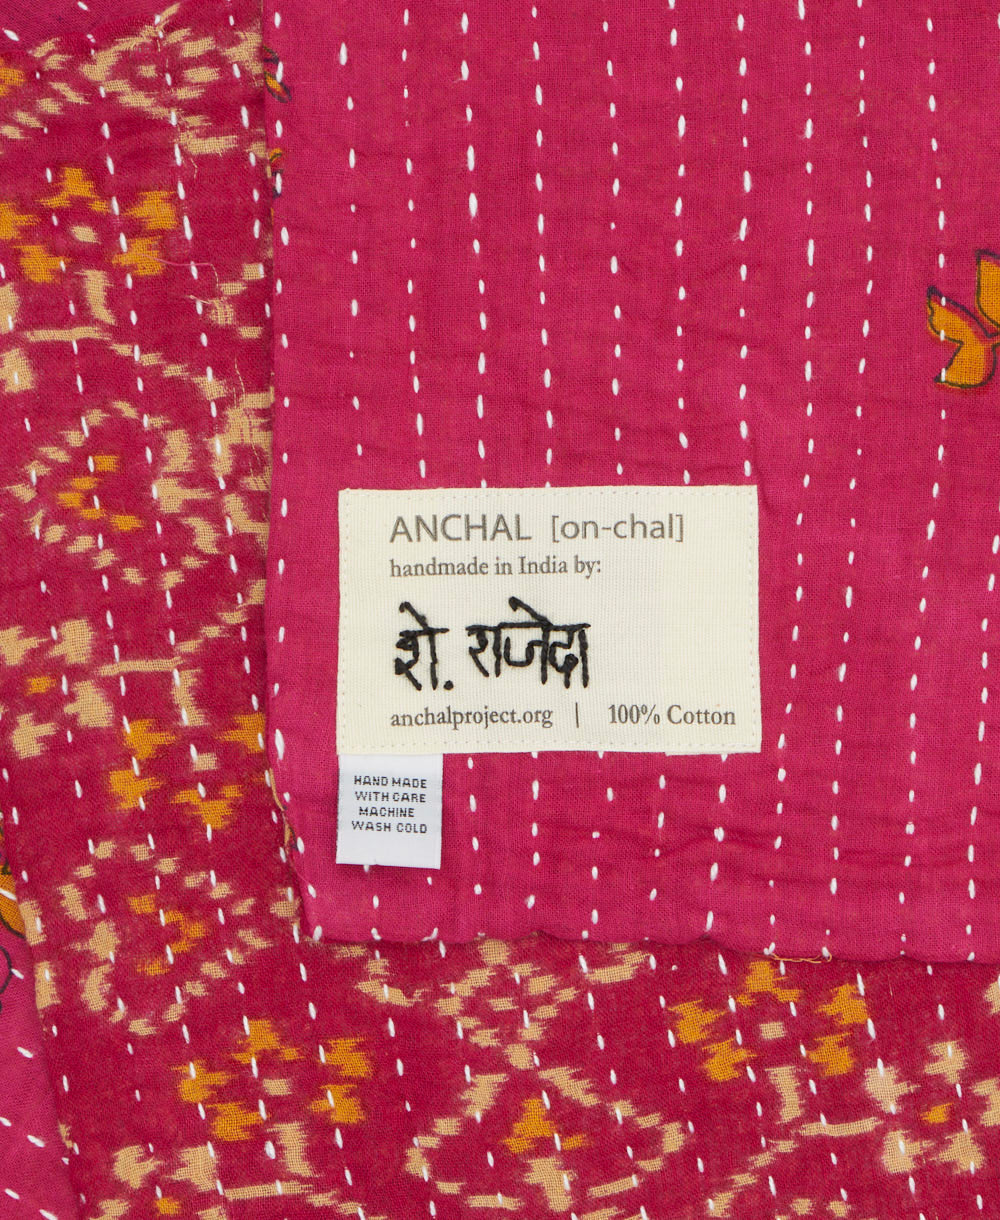 ANCHAL [on-chal]
handmade in India by:
शे. राजेदा
anchalproject.org | 100% Cotton
HAND MADE
WITH CARE
MACHINE
WASH COLD